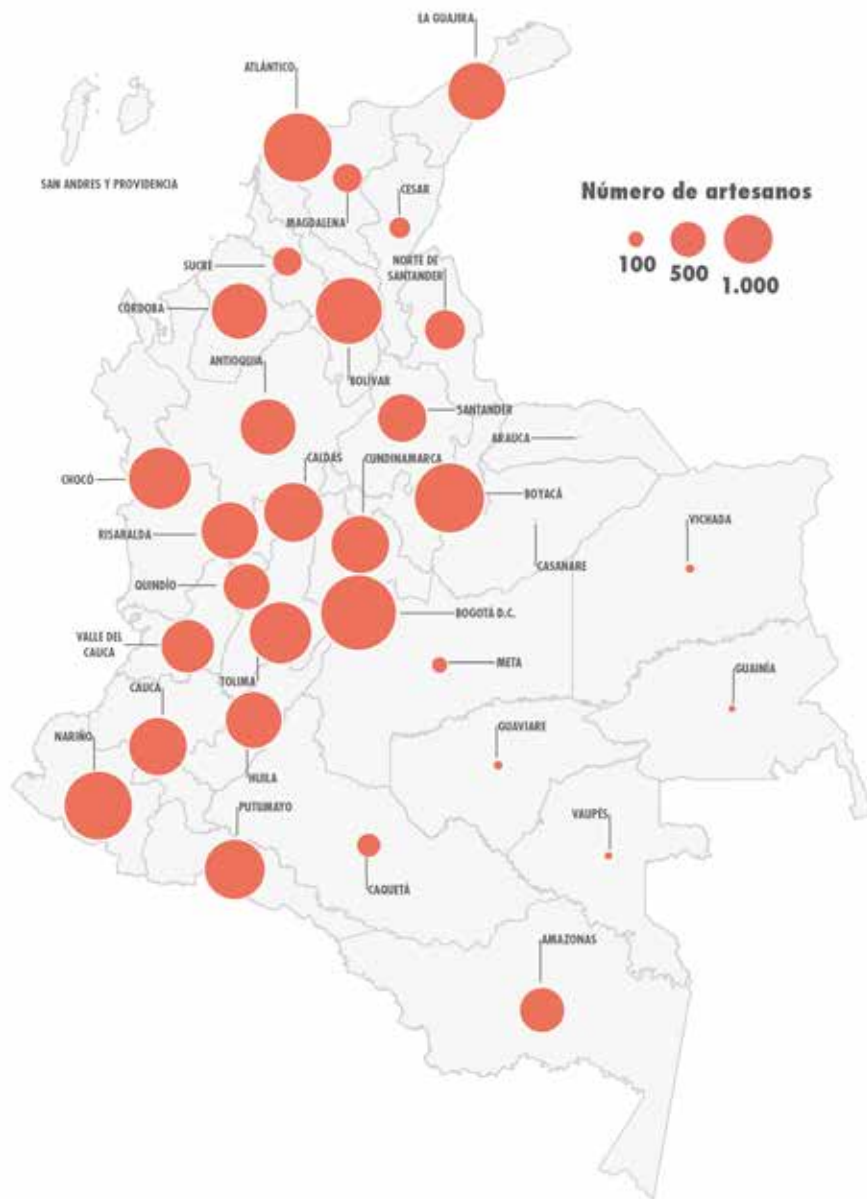 LA GUAJIRA
ATLÁNTICO
SAN ANDRES Y PROVIDENCIA
CESAR
MAGDALENA
Número de artesanos
100
500
1.000
SUCRE
NORTE DE
SANTANDER
CÓRDOBA
ANTIOQUIA
BOLÍVAR
SANTANDER
ARAUCA
CALDAS
CUNDINAMARCA
CHOCÓ
BOYACÁ
VICHADA
RISARALDA
CASANARE
QUINDÍO
BOGOTÁ D.C.
VALLE DEL
CAUCA
META
GUAINÍA
TOLIMA
CAUCA
GUAVIARE
NARIÑO
HUILA
PUTUMAYO
VAUPÉS
CAQUETÁ
AMAZONAS